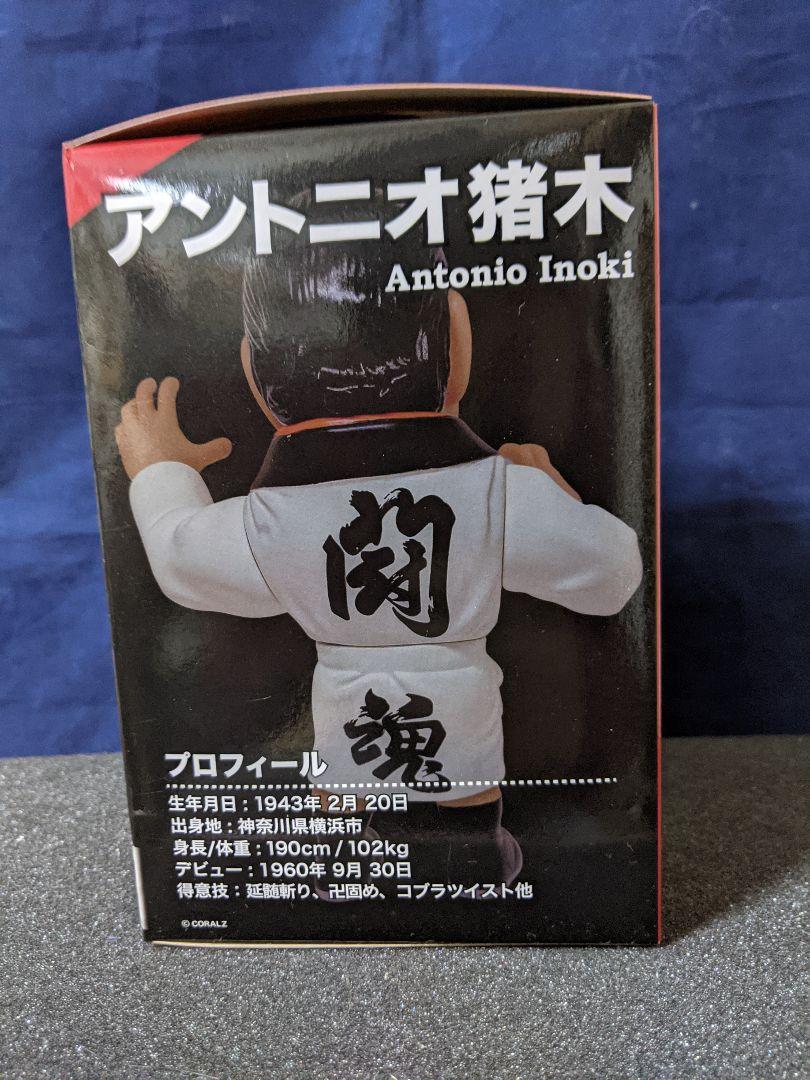 アントニオ猪木
Antonio Inoki
闘
魂
プロフィール
生年月日：1943年 2月 20日
出身地：神奈川県横浜市
身長/体重：190cm / 102kg
デビュー：1960年 9月 30日
得意技：延髄斬り、卍固め、コブラツイスト他
© CORALZ